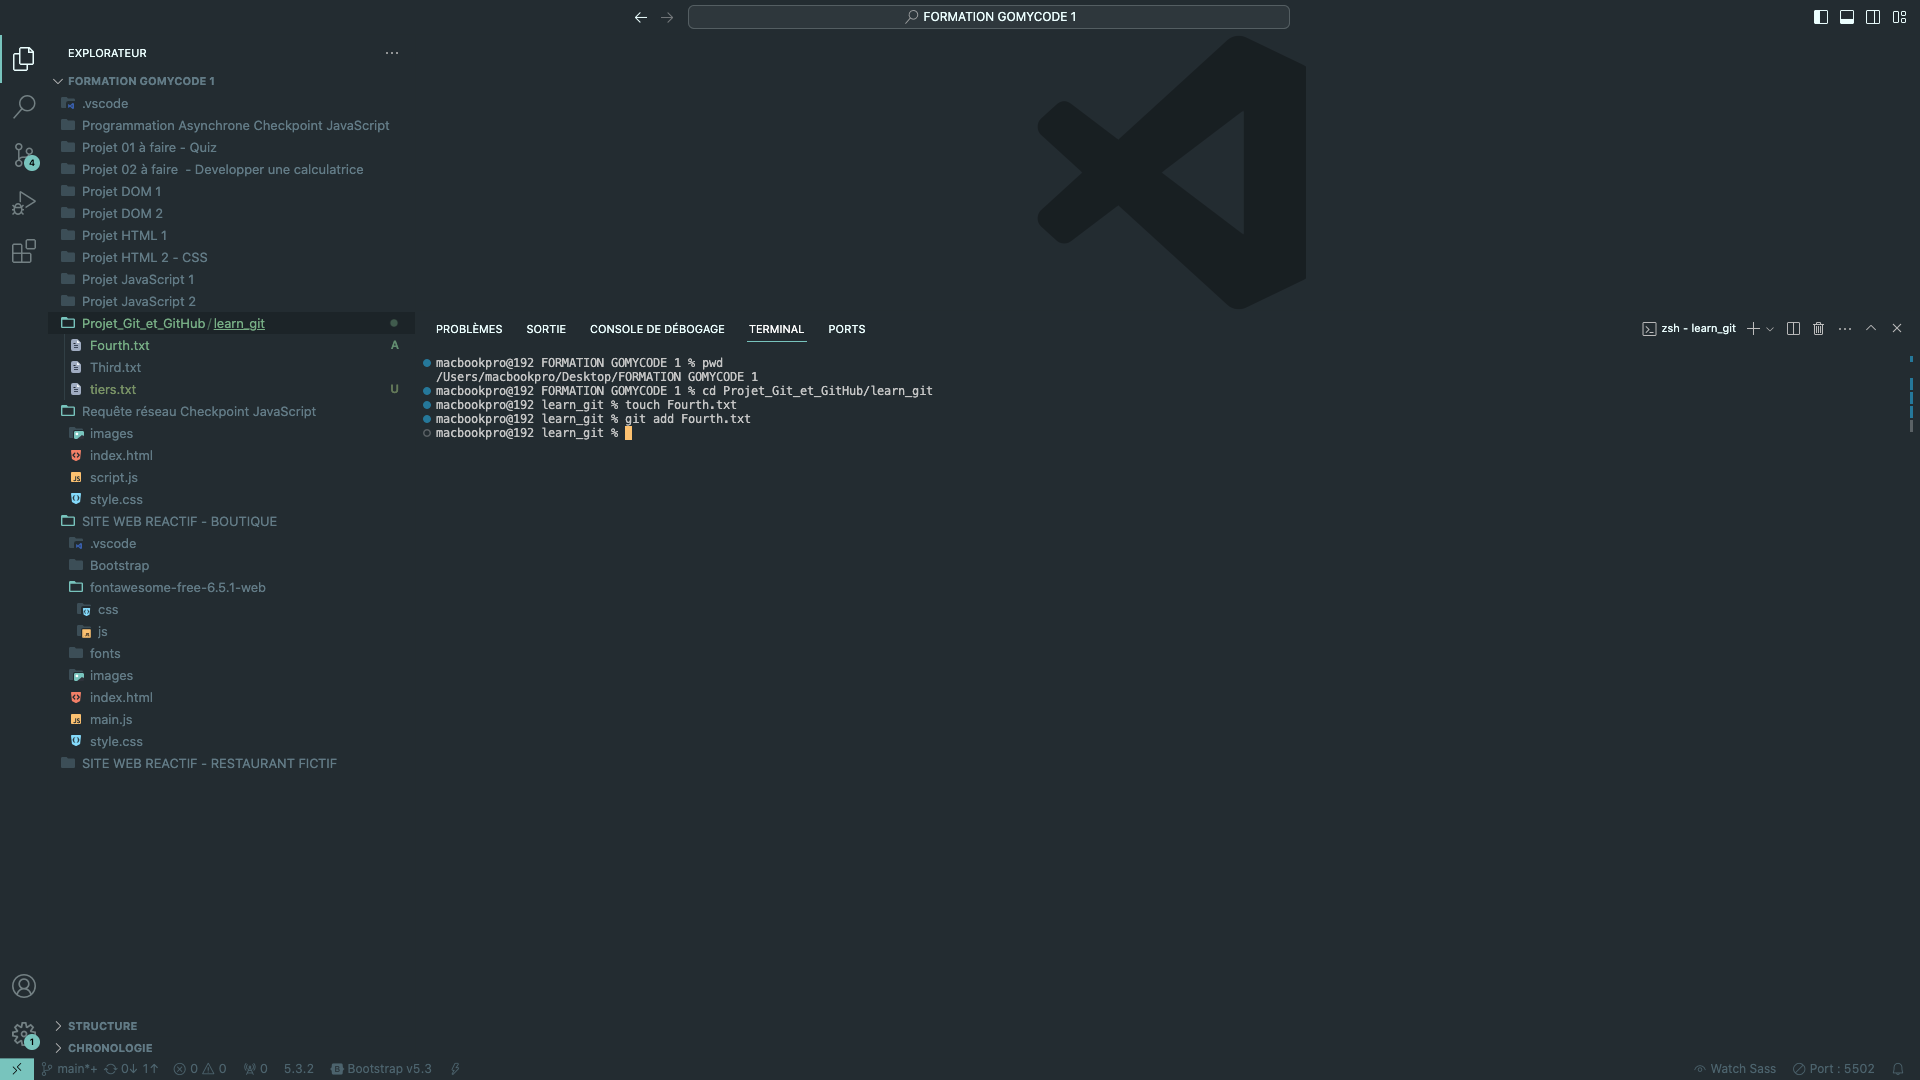 FORMATION GOMYCODE 1
EXPLORATEUR
FORMATION GOMYCODE 1
.vscode
Programmation Asynchrone Checkpoint JavaScript
Projet 01 à faire - Quiz
4
Projet 02 à faire  - Developper une calculatrice
Projet DOM 1
Projet DOM 2
Projet HTML 1
Projet HTML 2 - CSS
Projet JavaScript 1
Projet JavaScript 2
Projet_Git_et_GitHub / learn_git
Fourth.txt A
Third.txt
tiers.txt U
Requête réseau Checkpoint JavaScript
images
index.html
script.js
style.css
SITE WEB REACTIF - BOUTIQUE
.vscode
Bootstrap
fontawesome-free-6.5.1-web
css
js
fonts
images
index.html
main.js
style.css
SITE WEB REACTIF - RESTAURANT FICTIF
PROBLÈMES SORTIE CONSOLE DE DÉBOGAGE TERMINAL PORTS
zsh - learn_git
macbookpro@192 FORMATION GOMYCODE 1 % pwd
/Users/macbookpro/Desktop/FORMATION GOMYCODE 1
macbookpro@192 FORMATION GOMYCODE 1 % cd Projet_Git_et_GitHub/learn_git
macbookpro@192 learn_git % touch Fourth.txt
macbookpro@192 learn_git % git add Fourth.txt
macbookpro@192 learn_git %
STRUCTURE
1
CHRONOLOGIE
main*+ 0↓ 1↑ 0 0 0 5.3.2 Bootstrap v5.3 Watch Sass Port : 5502